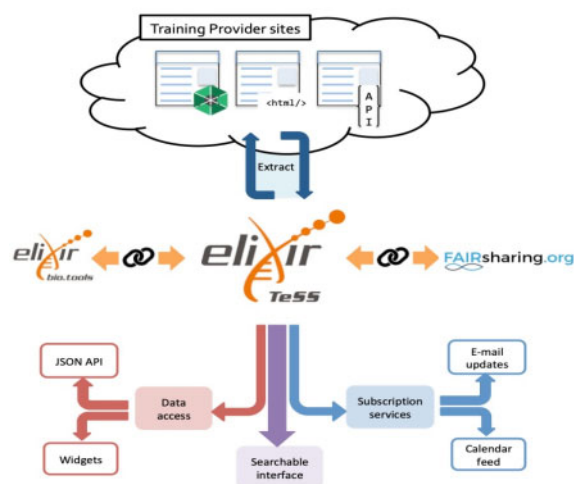 Training Provider sites
<html/>
{API}
Extract
elixir
bio.tools
elixir
TeSS
FAIRsharing.org
JSON API
Data
access
Widgets
Searchable
interface
Subscription
services
E-mail
updates
Calendar
feed